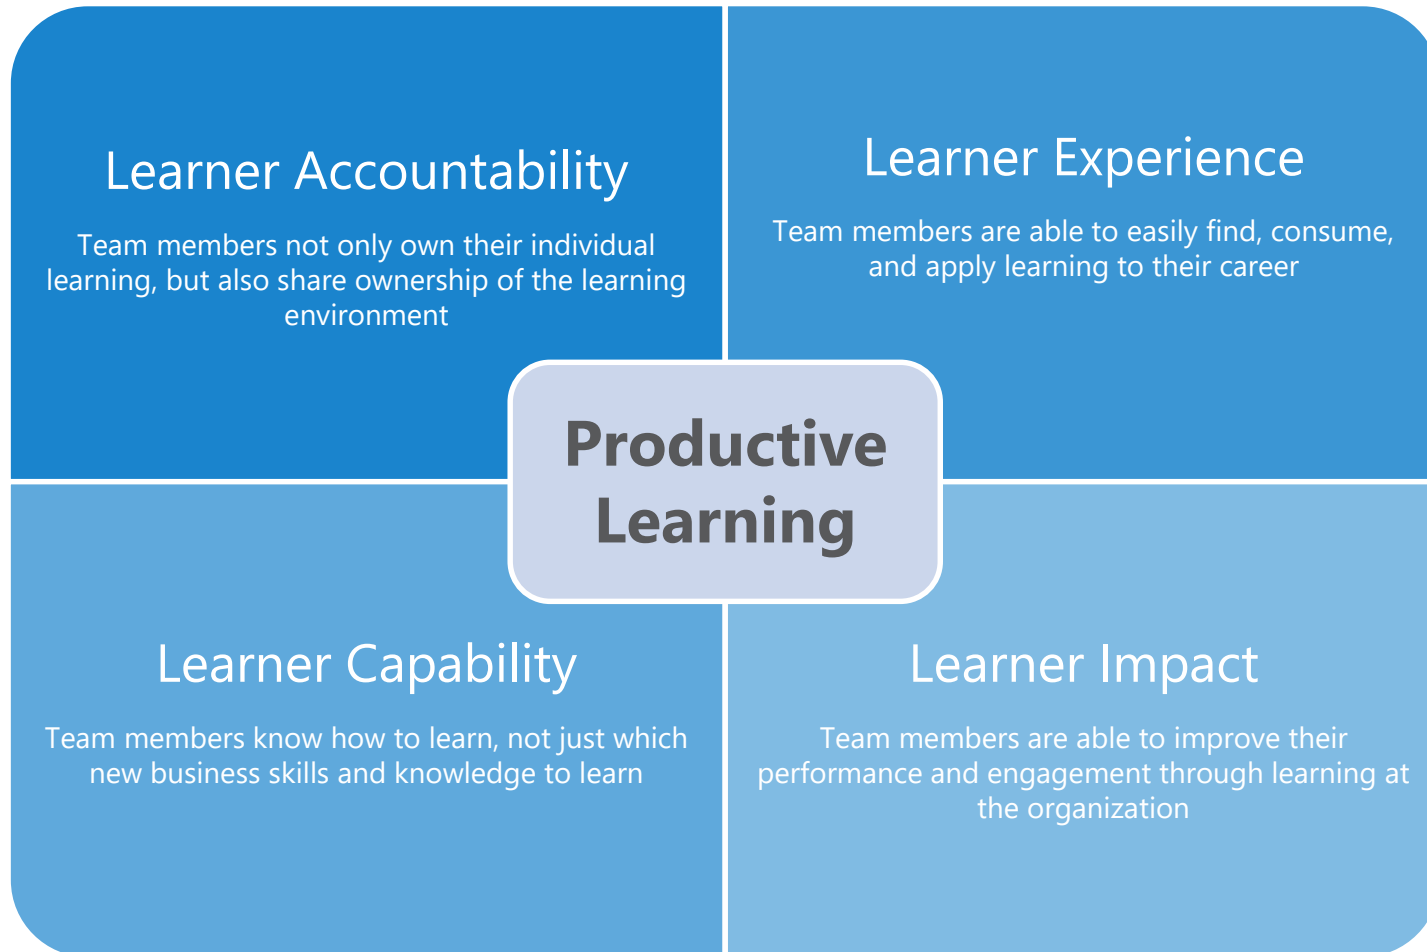 Learner Accountability
Team members not only own their individual
learning, but also share ownership of the learning
environment
Learner Experience
Team members are able to easily find, consume,
and apply learning to their career
Productive
Learning
Learner Capability
Team members know how to learn, not just which
new business skills and knowledge to learn
Learner Impact
Team members are able to improve their
performance and engagement through learning at
the organization